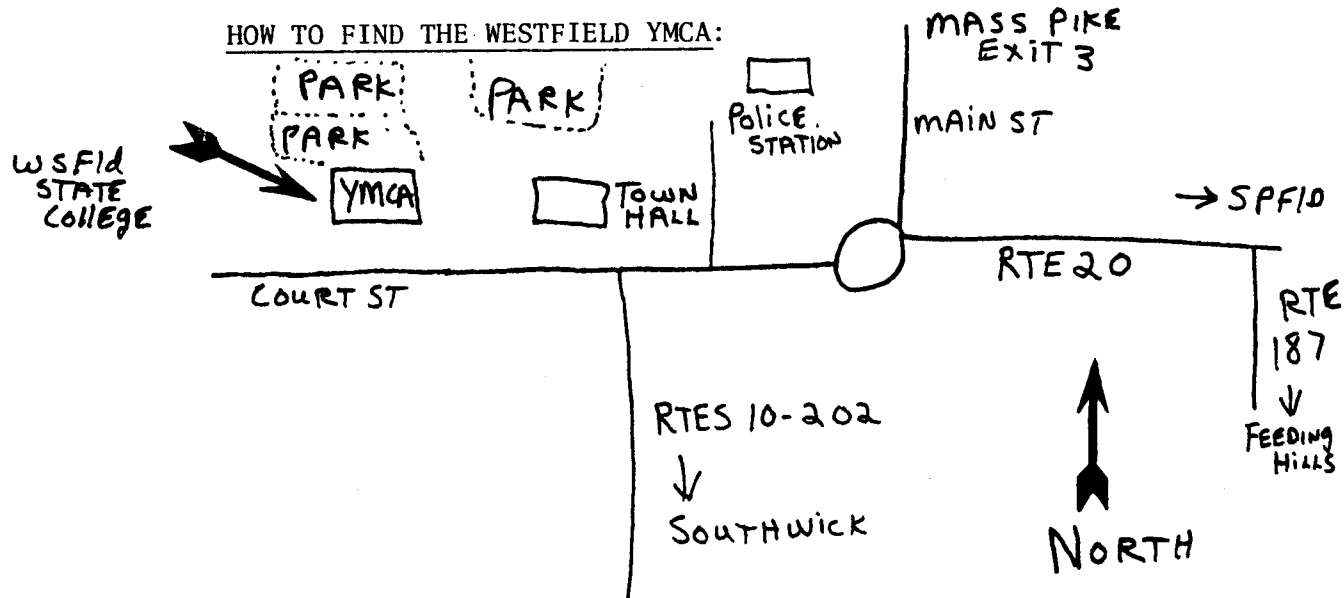 HOW TO FIND THE WESTFIELD YMCA:
MASS PIKE
EXiT 3
PARK
PARK
PARK
POLiCE.
STATION
MAIN ST
WSFld
STATE
COllEgE
YMCA
TOWN
HALL
→ SPFlD
COURT ST
RTE 20
RTE
187
↓
FEEDiNg
HiLLS
RTES 10-202
↓
SOUTHWiCK
NORTH